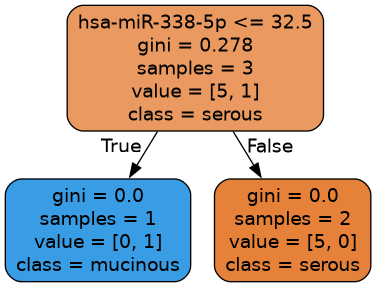 hsa-miR-338-5p <= 32.5
gini = 0.278
samples = 3
value = [5, 1]
class = serous
True
False
gini = 0.0
samples = 1
value = [0, 1]
class = mucinous
gini = 0.0
samples = 2
value = [5, 0]
class = serous